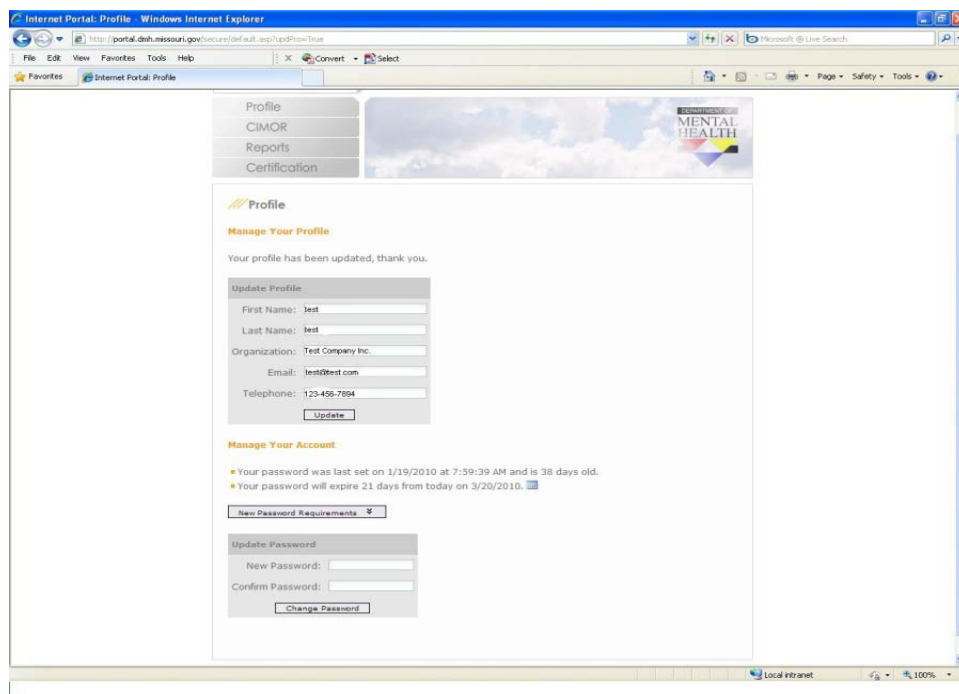 Internet Portal: Profile - Windows Internet Explorer
http://portal.dmh.missouri.gov/secure/default.asp?updPro=True
Microsoft @ Live Search
File Edit View Favorites Tools Help
X Convert Select
Favorites Internet Portal: Profile
Page Safety Tools
Profile
CIMOR
Reports
Certification
DEPARTMENT OF
MENTAL
HEALTH
Profile
Manage Your Profile
Your profile has been updated, thank you.
Update Profile
First Name: test
Last Name: test
Organization: Test Company Inc.
Email: test@test.com
Telephone: 123-456-7894
Update
Manage Your Account
Your password was last set on 1/19/2010 at 7:59:39 AM and is 38 days old.
Your password will expire 21 days from today on 3/20/2010.
New Password Requirements
Update Password
New Password:
Confirm Password:
Change Password
Local intranet 100%